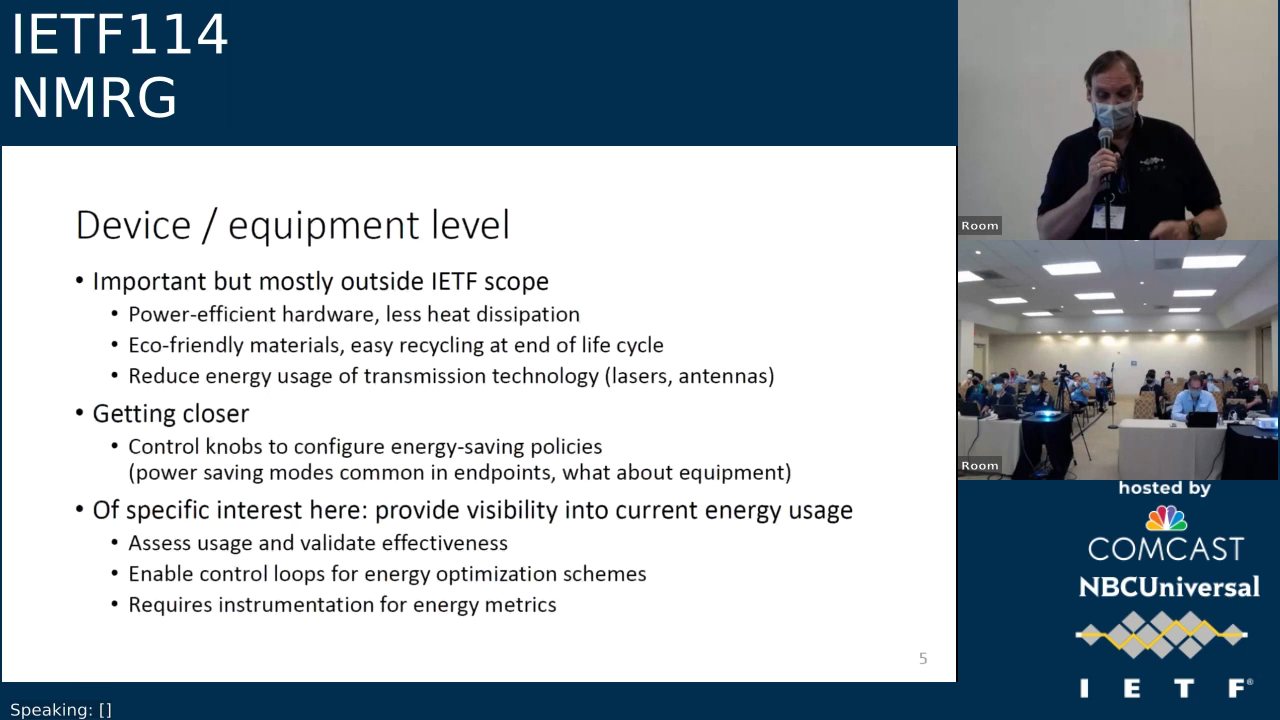 IETF114
NMRG
Device / equipment level
• Important but mostly outside IETF scope
• Power-efficient hardware, less heat dissipation
• Eco-friendly materials, easy recycling at end of life cycle
• Reduce energy usage of transmission technology (lasers, antennas)
• Getting closer
• Control knobs to configure energy-saving policies
(power saving modes common in endpoints, what about equipment)
• Of specific interest here: provide visibility into current energy usage
• Assess usage and validate effectiveness
• Enable control loops for energy optimization schemes
• Requires instrumentation for energy metrics
5
Room
Room
hosted by
COMCAST
NBCUniversal
I E T F®
Speaking: []